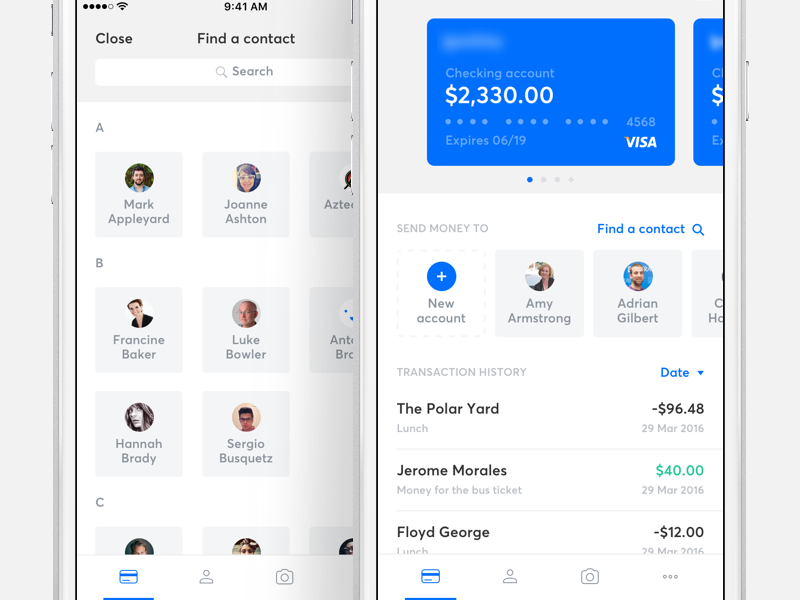 9:41 AM
Close
Find a contact
Search
A
Mark
Appleyard
Joanne
Ashton
B
Francine
Baker
Luke
Bowler
Hannah
Brady
Sergio
Busquetz
C
Checking account
$2,330.00
4568
Expires 06/19
VISA
SEND MONEY TO
Find a contact
New
account
Amy
Armstrong
Adrian
Gilbert
TRANSACTION HISTORY
Date
The Polar Yard
-$96.48
Lunch
29 Mar 2016
Jerome Morales
$40.00
Money for the bus ticket
29 Mar 2016
Floyd George
-$12.00
Lunch
29 Mar 2016